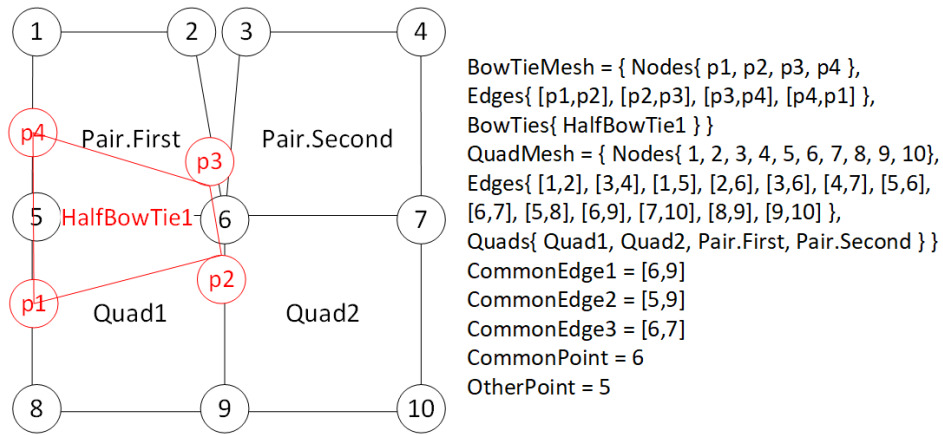 1
2
3
4
p4
Pair.First
p3
Pair.Second
5
HalfBowTie1
6
7
p1
p2
Quad1
Quad2
8
9
10
BowTieMesh = { Nodes{ p1, p2, p3, p4 },
Edges{ [p1,p2], [p2,p3], [p3,p4], [p4,p1] },
BowTies{ HalfBowTie1 } }
QuadMesh = { Nodes{ 1, 2, 3, 4, 5, 6, 7, 8, 9, 10},
Edges{ [1,2], [3,4], [1,5], [2,6], [3,6], [4,7], [5,6],
[6,7], [5,8], [6,9], [7,10], [8,9], [9,10] },
Quads{ Quad1, Quad2, Pair.First, Pair.Second } }
CommonEdge1 = [6,9]
CommonEdge2 = [5,9]
CommonEdge3 = [6,7]
CommonPoint = 6
OtherPoint = 5